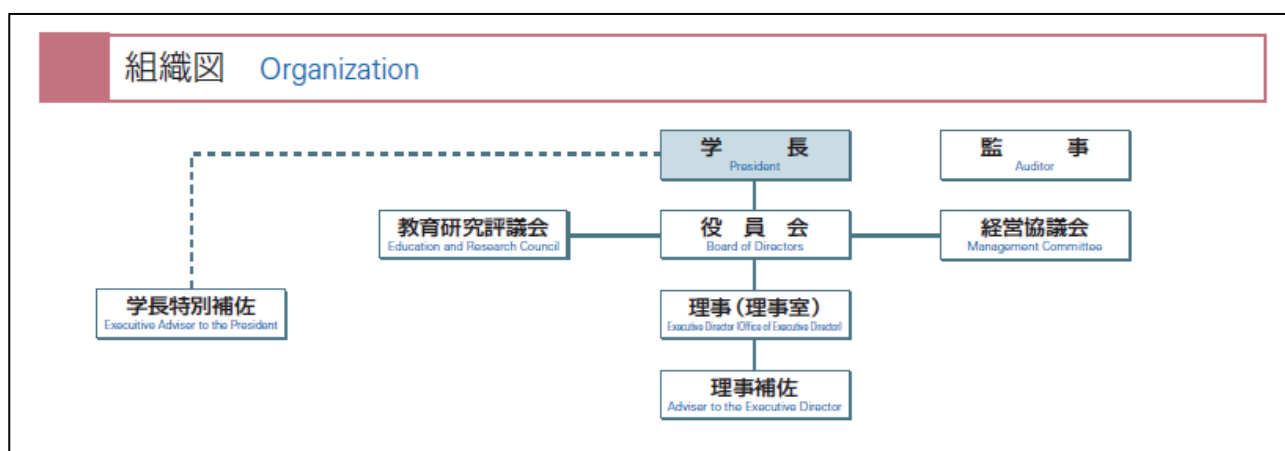 組織図 Organization
学 長
President
監 事
Auditor
教育研究評議会
Education and Research Council
役 員 会
Board of Directors
経営協議会
Management Committee
学長特別補佐
Execuitive Adviser to the President
理事(理事室)
Executive Director (Office of Executive Director)
理事補佐
Adviser to the Executive Director